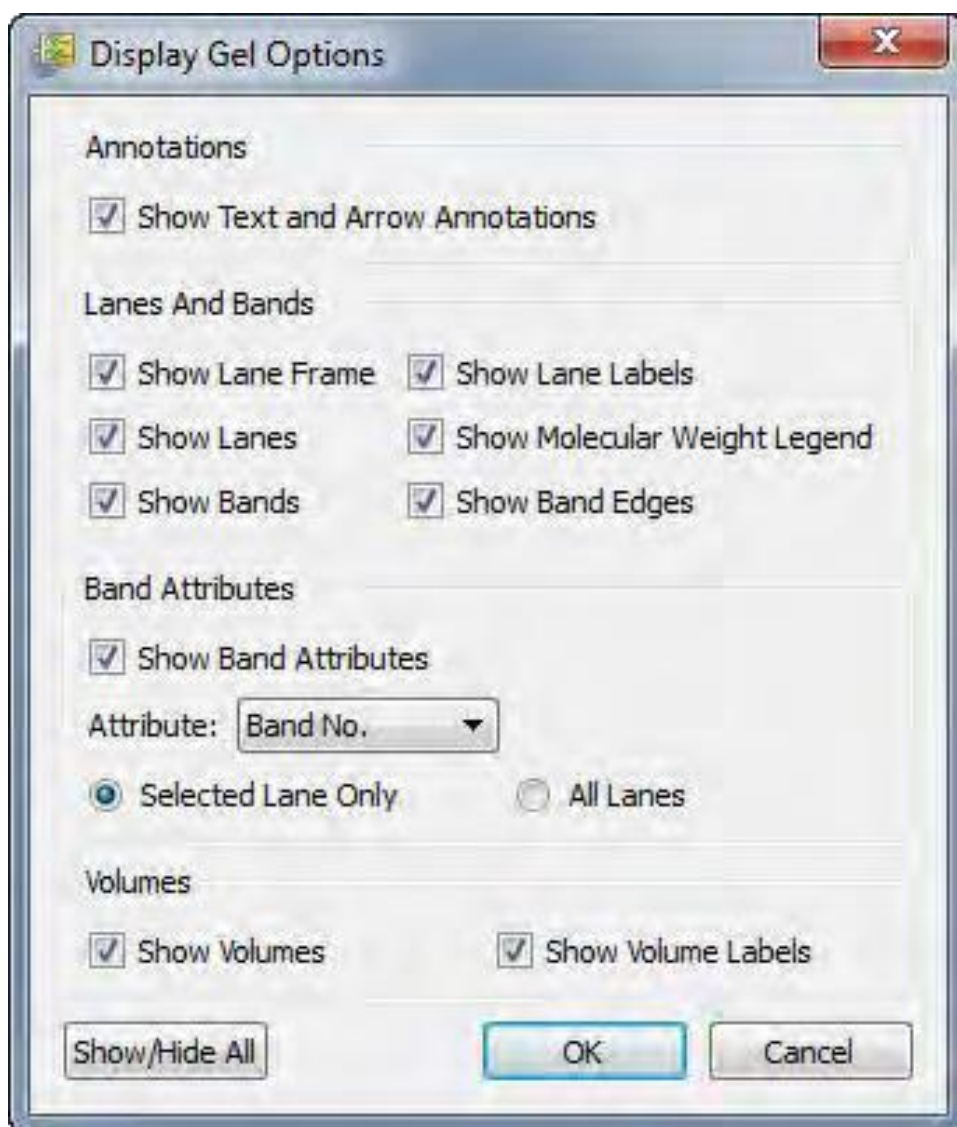 Display Gel Options
Annotations
Show Text and Arrow Annotations
Lanes And Bands
Show Lane Frame Show Lane Labels
Show Lanes Show Molecular Weight Legend
Show Bands Show Band Edges
Band Attributes
Show Band Attributes
Attribute: Band No.
Selected Lane Only All Lanes
Volumes
Show Volumes Show Volume Labels
Show/Hide All OK Cancel